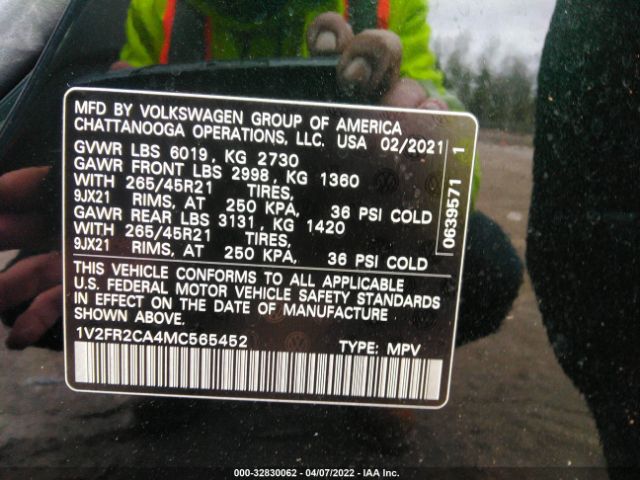 MFD BY VOLKSWAGEN GROUP OF AMERICA
CHATTANOOGA OPERATIONS, LLC. USA 02/2021
GVWR LBS 6019, KG 2730
GAWR FRONT LBS 2998, KG 1360
WITH 265/45R21 TIRES,
9JX21 RIMS, AT 250 KPA, 36 PSI COLD
GAWR REAR LBS 3131, KG 1420
WITH 265/45R21 TIRES,
9JX21 RIMS, AT 250 KPA, 36 PSI COLD
0639571 1
THIS VEHICLE CONFORMS TO ALL APPLICABLE
U.S. FEDERAL MOTOR VEHICLE SAFETY STANDARDS
IN EFFECT ON THE DATE OF MANUFACTURE
SHOWN ABOVE.
1V2FR2CA4MC565452 TYPE: MPV
000-32830062 - 04/07/2022 - IAA Inc.